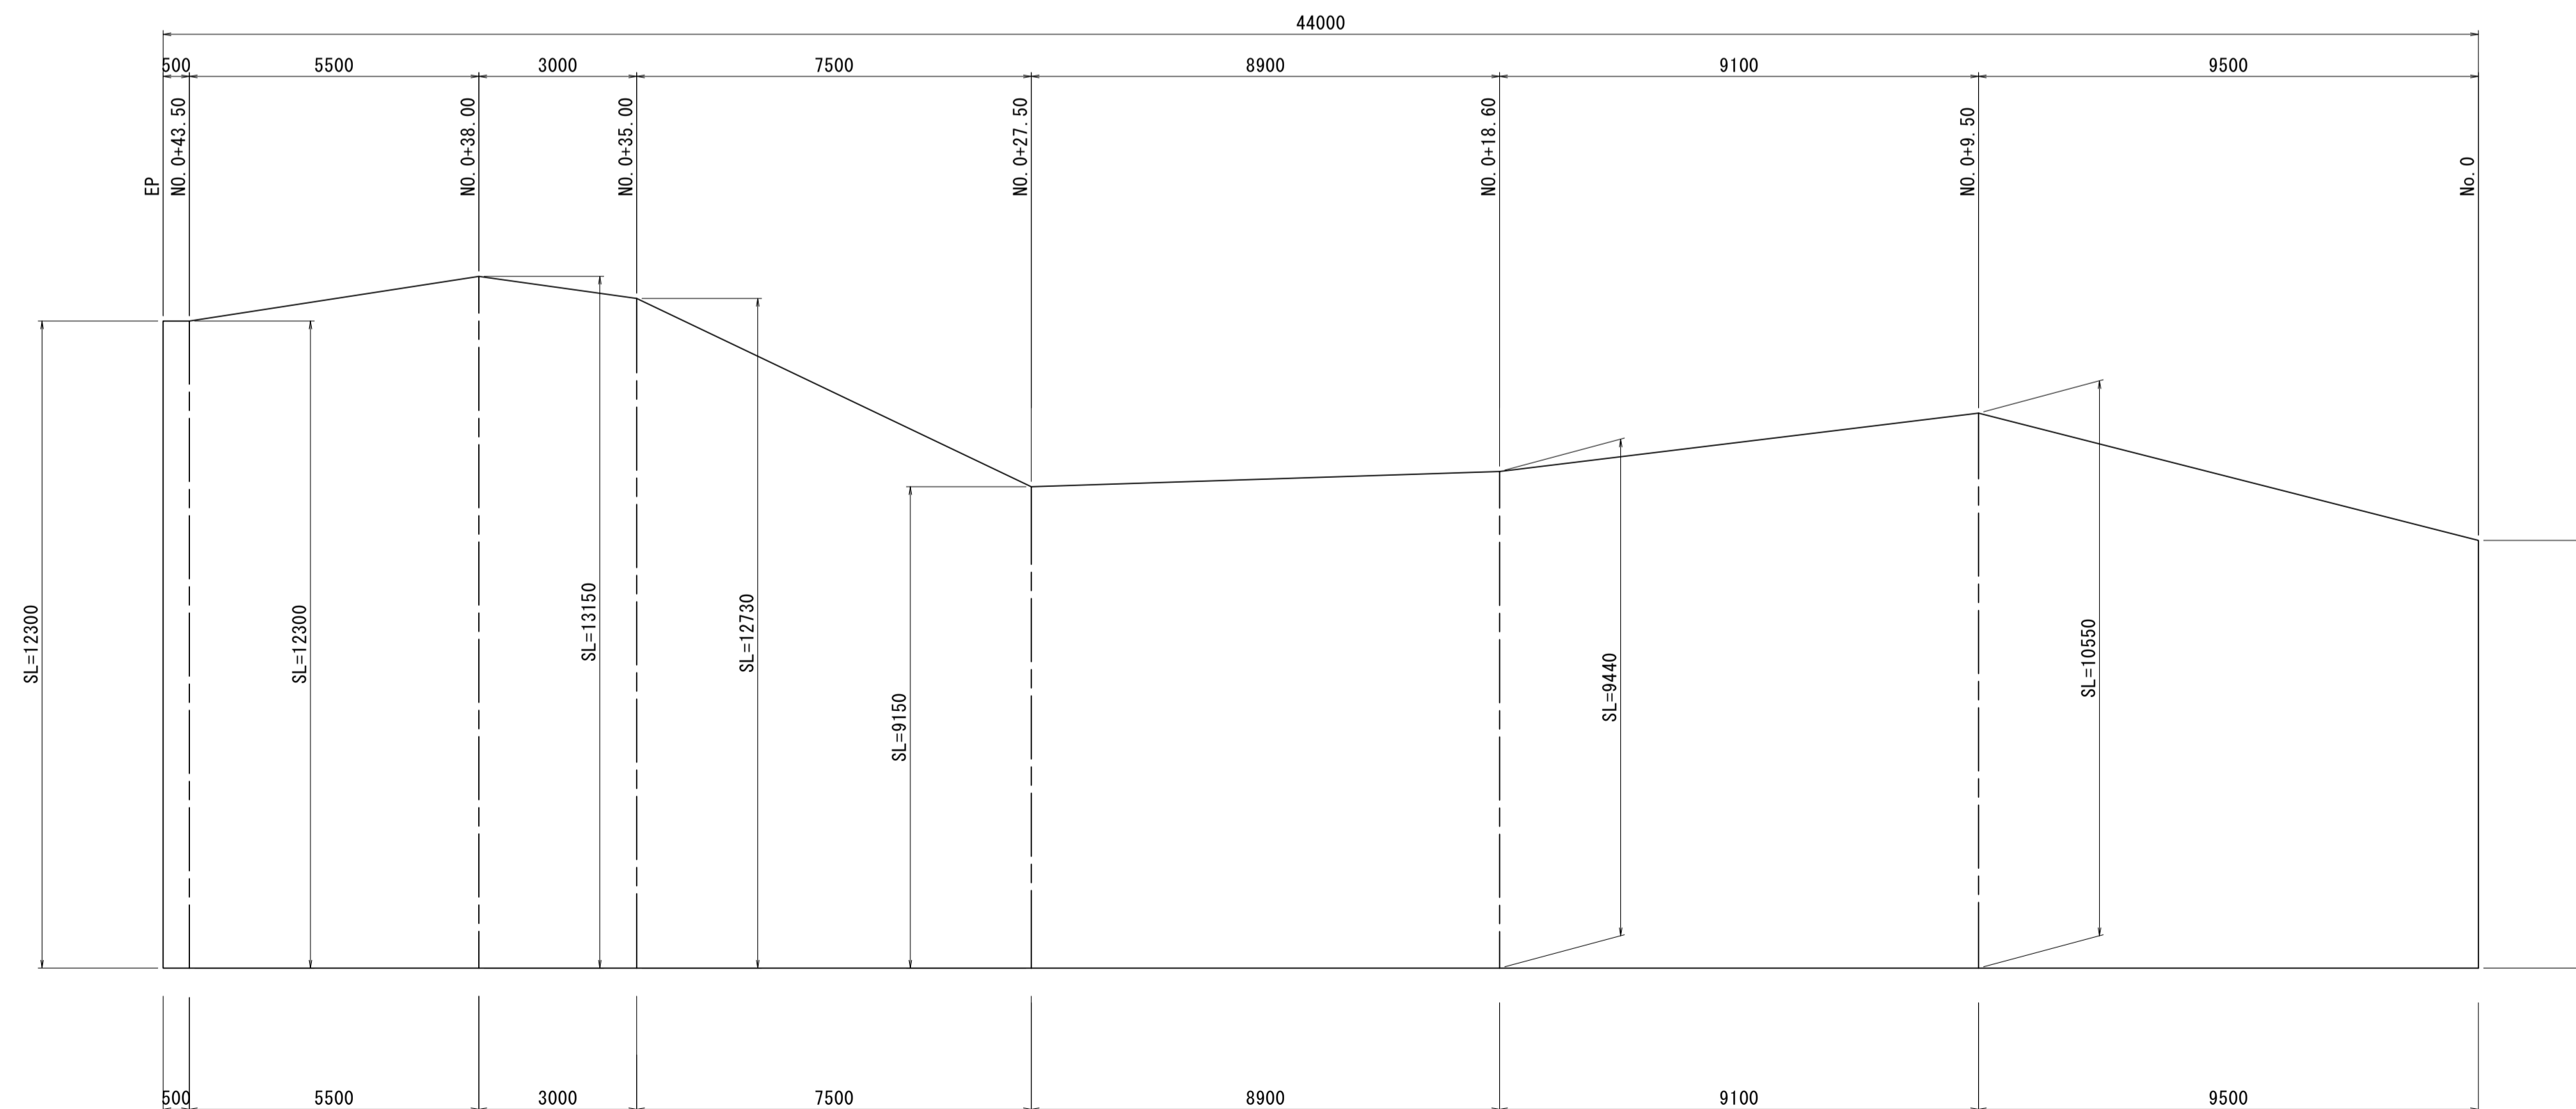 44000
500 5500 3000 7500 8900 9100 9500
EP
NO. 0+43. 50
NO. 0+38. 00
NO. 0+35. 00
NO. 0+27. 50
NO. 0+18. 60
NO. 0+9. 50
No. 0
SL=12300
SL=12300
SL=13150
SL=12730
SL=9150
SL=9440
SL=10550
500 5500 3000 7500 8900 9100 9500